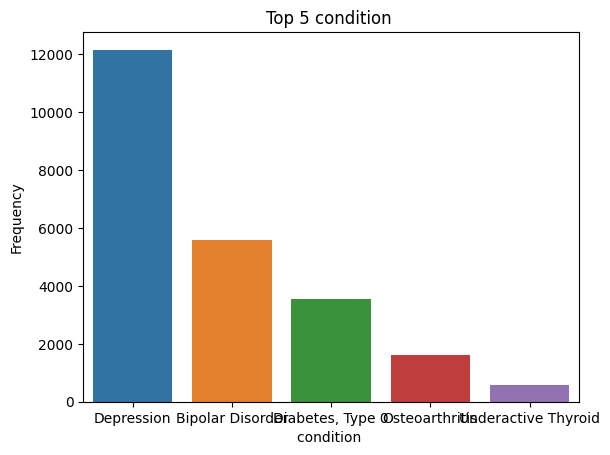 Top 5 condition
Frequency
12000
10000
8000
6000
4000
2000
0
Depression
Bipolar Disorder
Diabetes, Type
Osteoarthritis
Underactive Thyroid
condition